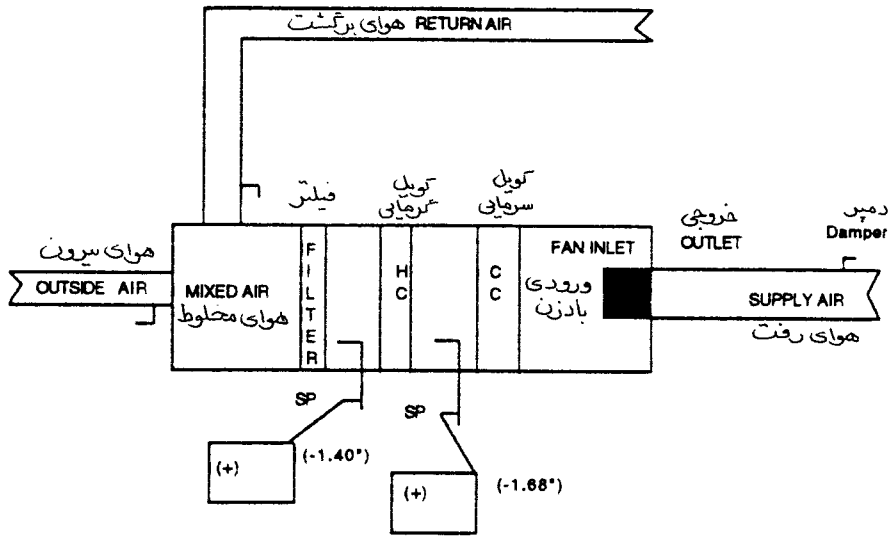 هوای برگشت RETURN AIR
فیلتر
کویل گرمایی
کویل سرمایی
خروجی
OUTLET
دمپر
Damper
هوای بیرون
OUTSIDE AIR
MIXED AIR
هوای مخلوط
FILTER
HC
CC
FAN INLET
ورودی
بادزن
SUPPLY AIR
هوای رفت
SP
(+)
(-1.40")
SP
(+)
(-1.68")